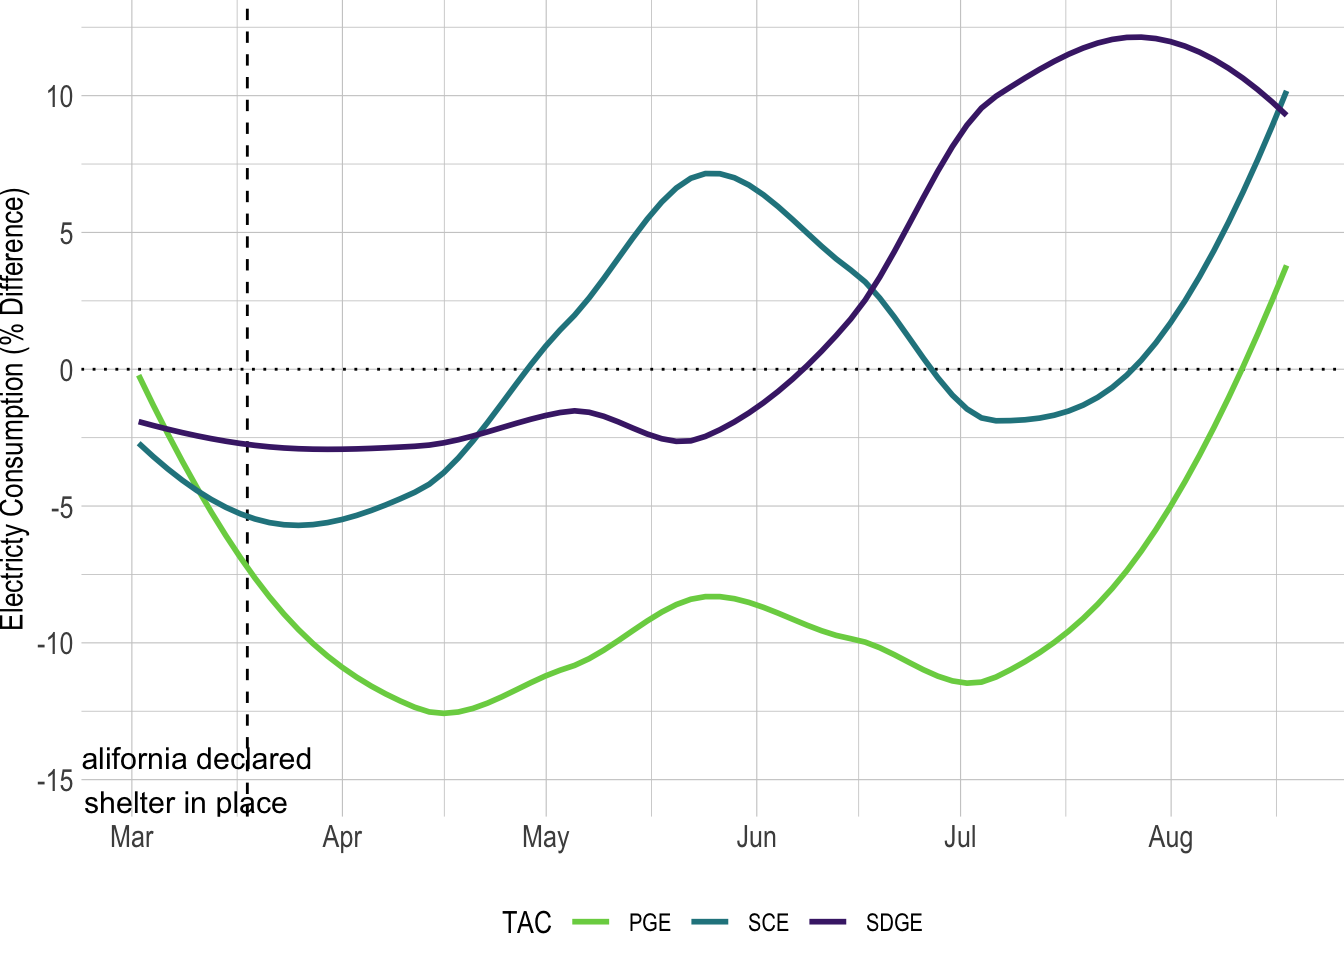 Electricty Consumption (% Difference)
10
5
0
-5
-10
-15
alifornia declared
shelter in place
Mar Apr May Jun Jul Aug
TAC PGE SCE SDGE